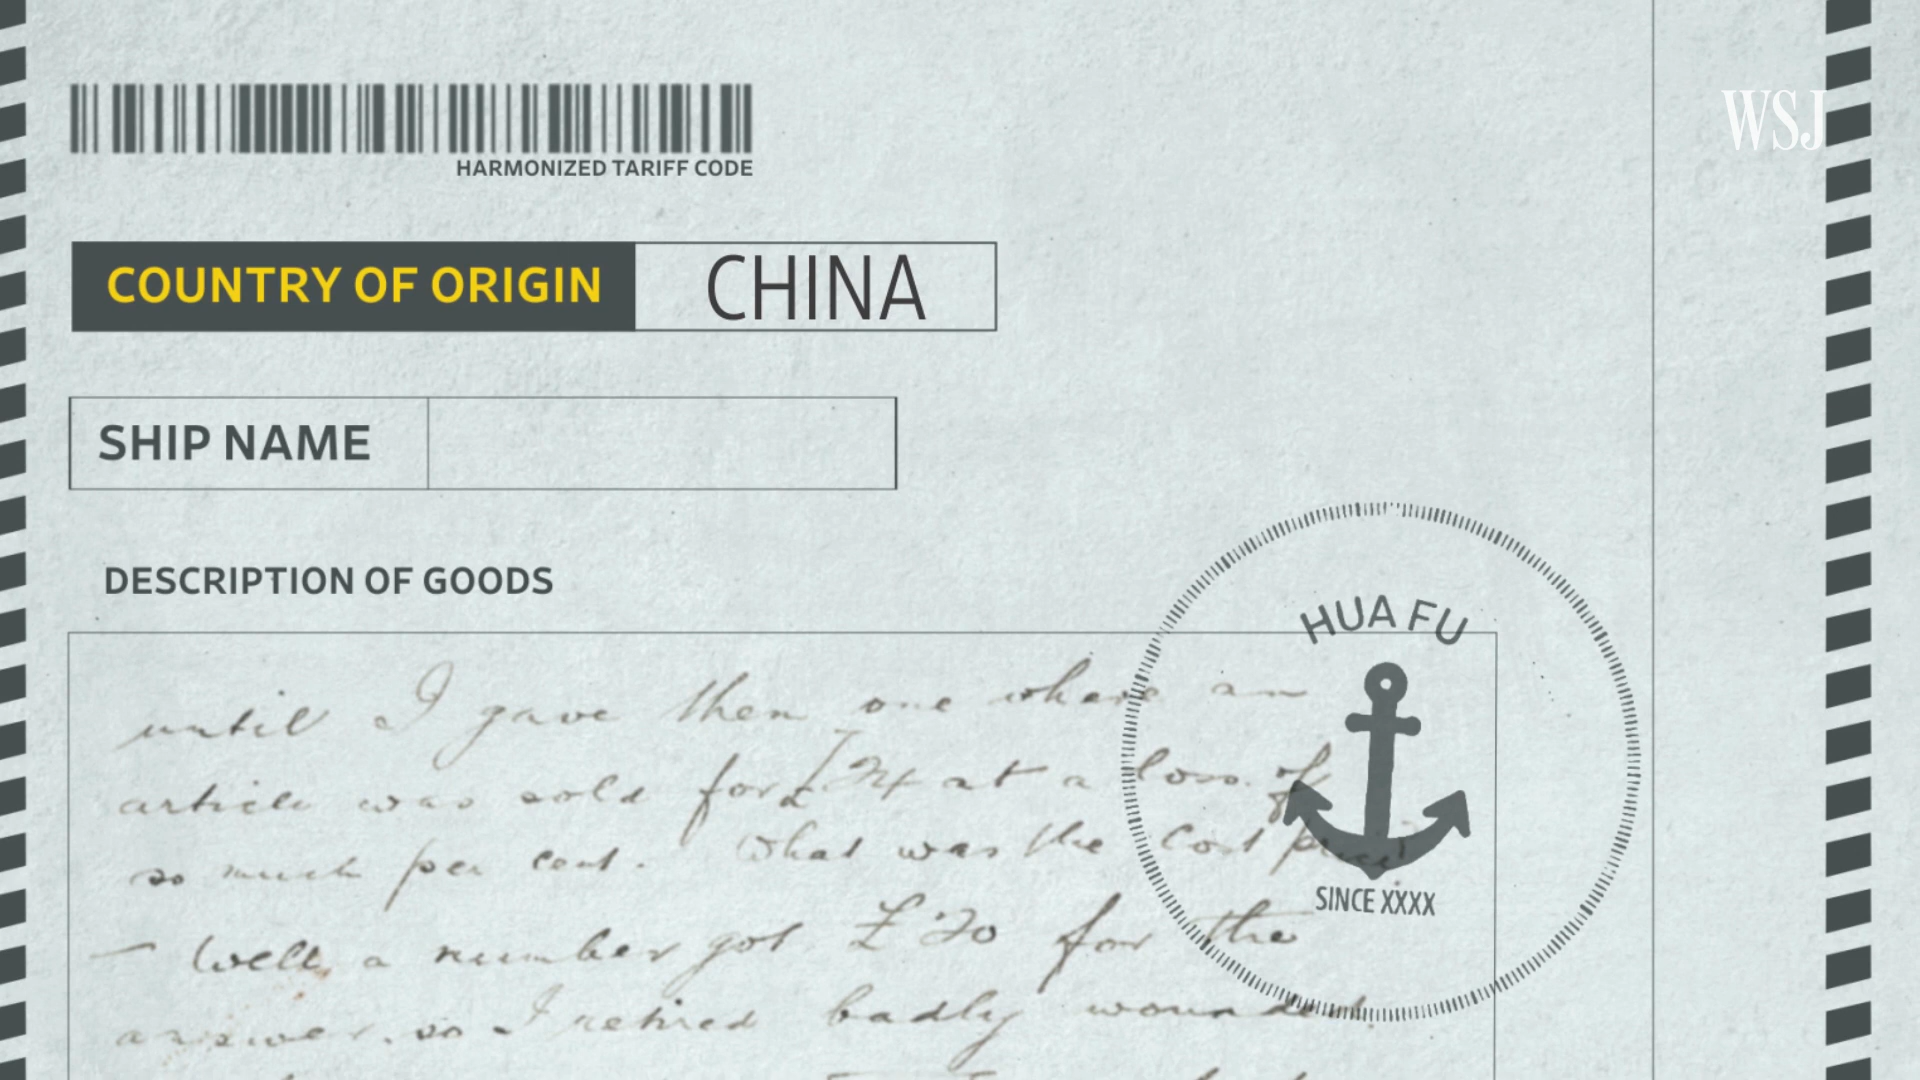 WSJ
HARMONIZED TARIFF CODE
COUNTRY OF ORIGIN CHINA
SHIP NAME
DESCRIPTION OF GOODS
HUA FU
SINCE XXXX
until I gave them one where an
article was sold for £24 at a loss of
so much per cent. What was the cost price
— Well a number got £20 for the
answer, so I retired badly wounded.